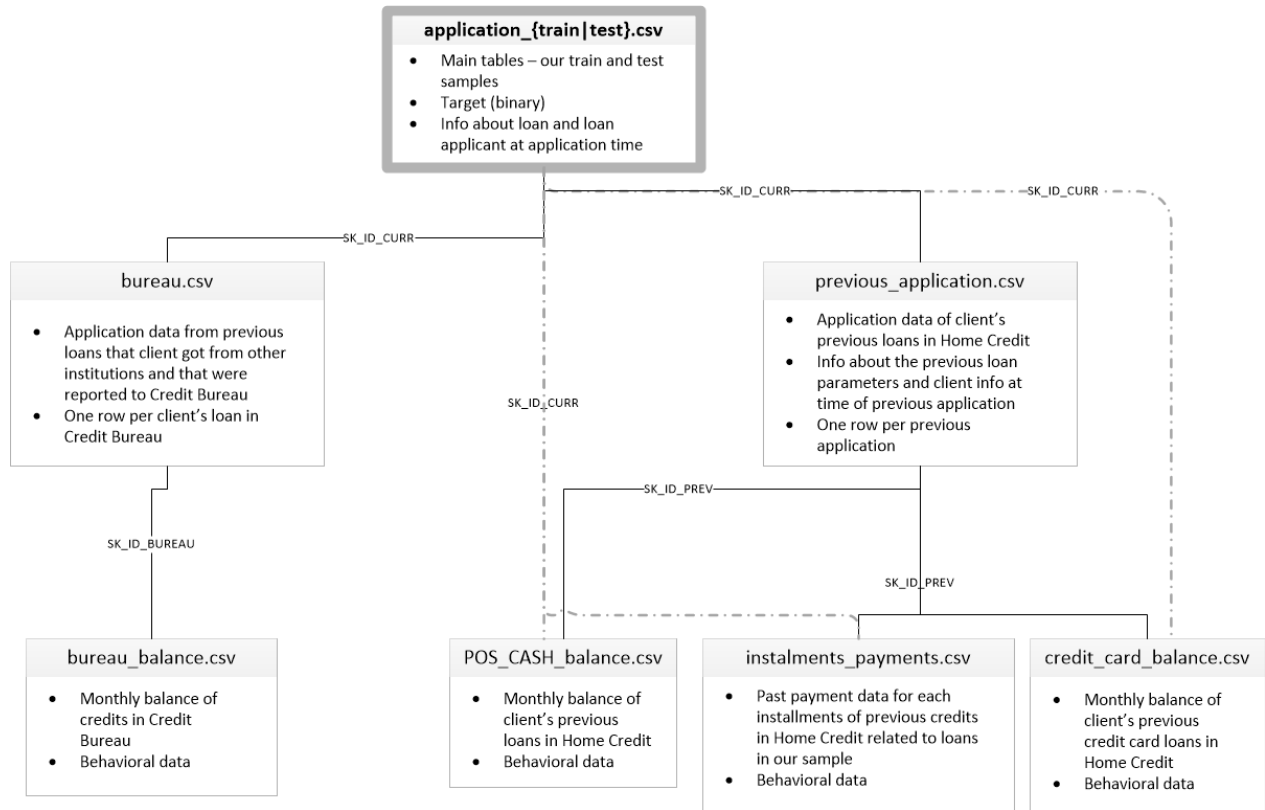 application_{train|test}.csv
• Main tables – our train and test
samples
• Target (binary)
• Info about loan and loan
applicant at application time
SK_ID_CURR
SK_ID_CURR
SK_ID_CURR
bureau.csv
• Application data from previous
loans that client got from other
institutions and that were
reported to Credit Bureau
• One row per client's loan in
Credit Bureau
previous_application.csv
• Application data of client's
previous loans in Home Credit
• Info about the previous loan
parameters and client info at
time of previous application
• One row per previous
application
SK_ID_CURR
SK_ID_PREV
SK_ID_BUREAU
SK_ID_PREV
bureau_balance.csv
• Monthly balance of
credits in Credit
Bureau
• Behavioral data
POS_CASH_balance.csv
• Monthly balance of
client's previous
loans in Home Credit
• Behavioral data
instalments_payments.csv
• Past payment data for each
installments of previous credits
in Home Credit related to loans
in our sample
• Behavioral data
credit_card_balance.csv
• Monthly balance of
client's previous
credit card loans in
Home Credit
• Behavioral data